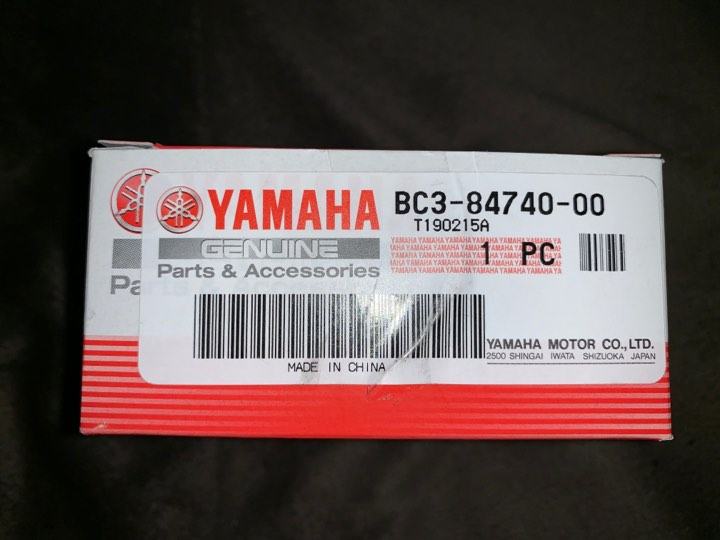 YAMAHA BC3-84740-00
T190215A
GENUINE
Parts & Accessories
1 PC
Pa
MADE IN CHINA
YAMAHA MOTOR CO.,LTD.
2500 SHINGAI IWATA SHIZUOKA JAPAN